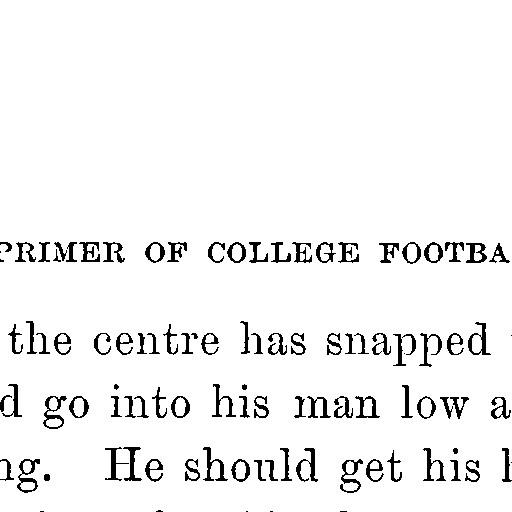 PRIMER OF COLLEGE FOOTBA
the centre has snapped
d go into his man low a
ng. He should get his h